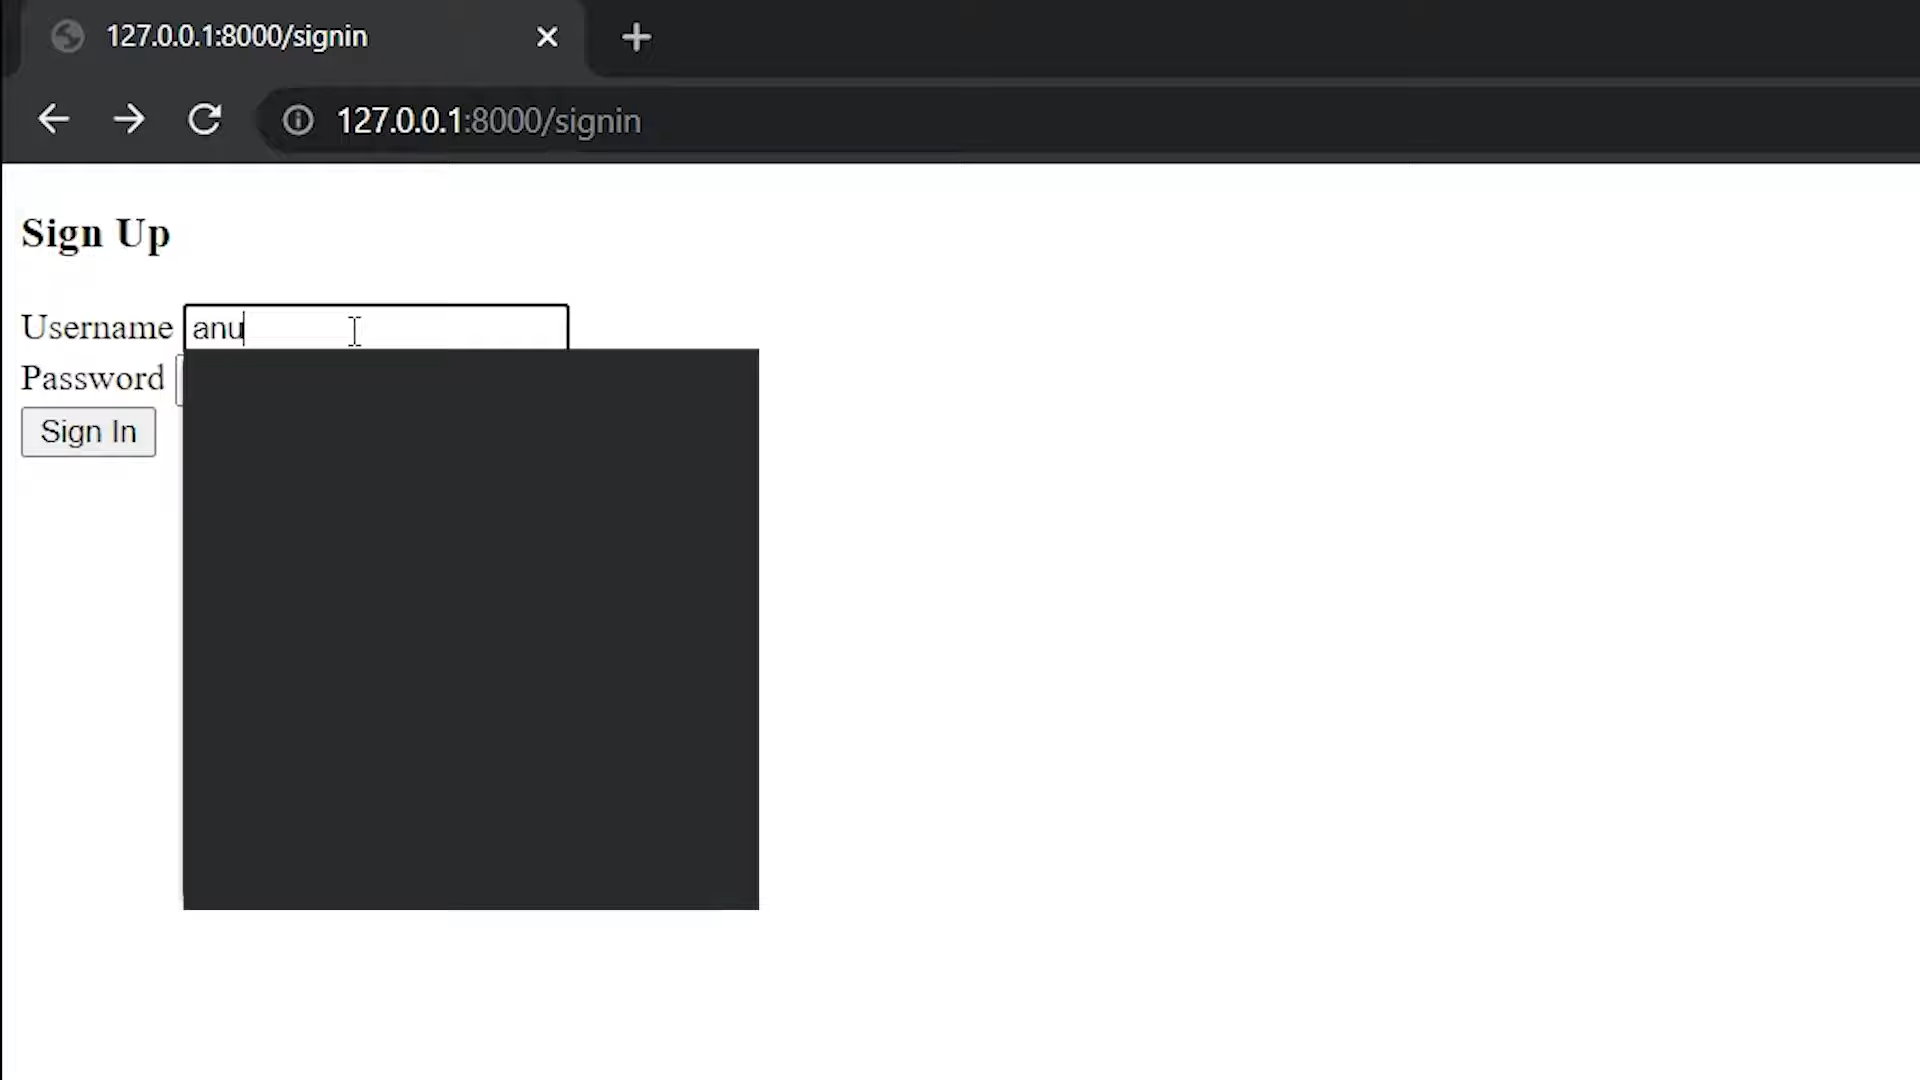 127.0.0.1:8000/signin
127.0.0.1:8000/signin
Sign Up
Username anu
Password
Sign In